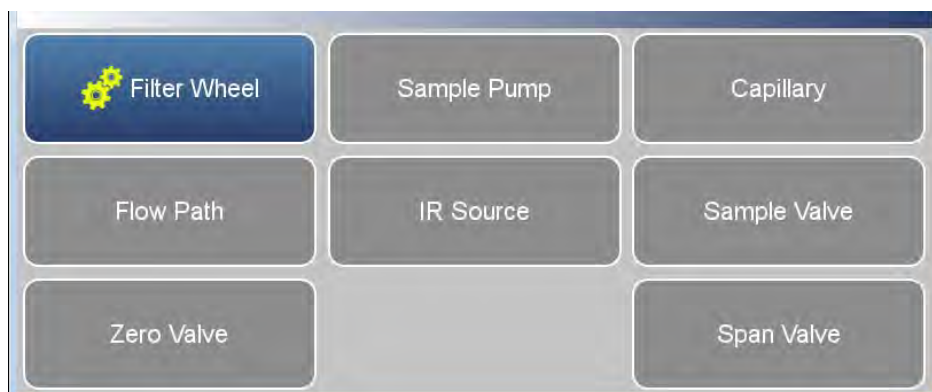 Filter Wheel
Sample Pump
Capillary
Flow Path
IR Source
Sample Valve
Zero Valve
Span Valve